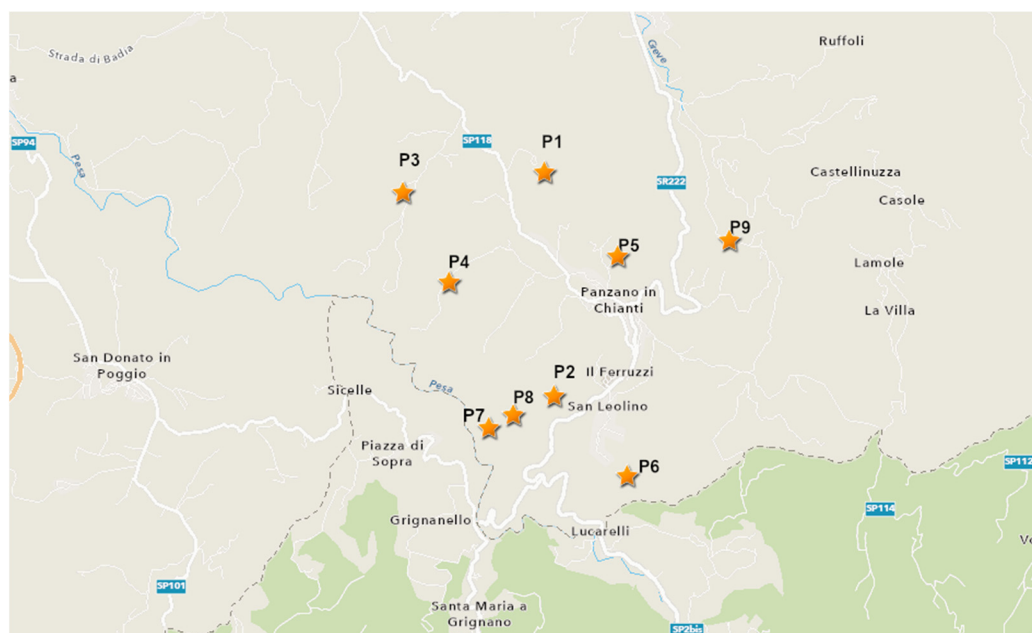 Ruffoli
Strada di Badia
Greve
a
SP94
SP118
P1
Pesa
P3
SR222
Castellinuzza
Casole
P9
P5
P4
Lamole
Panzano in
Chianti
La Villa
San Donato in
Poggio
Pesa
P2
Il Ferruzzi
Sicelle
P8
San Leolino
P7
Piazza di
Sopra
P6
SP112
SP114
Grignanello
Lucarelli
SP101
Santa Maria a
Grignano
SP2bis